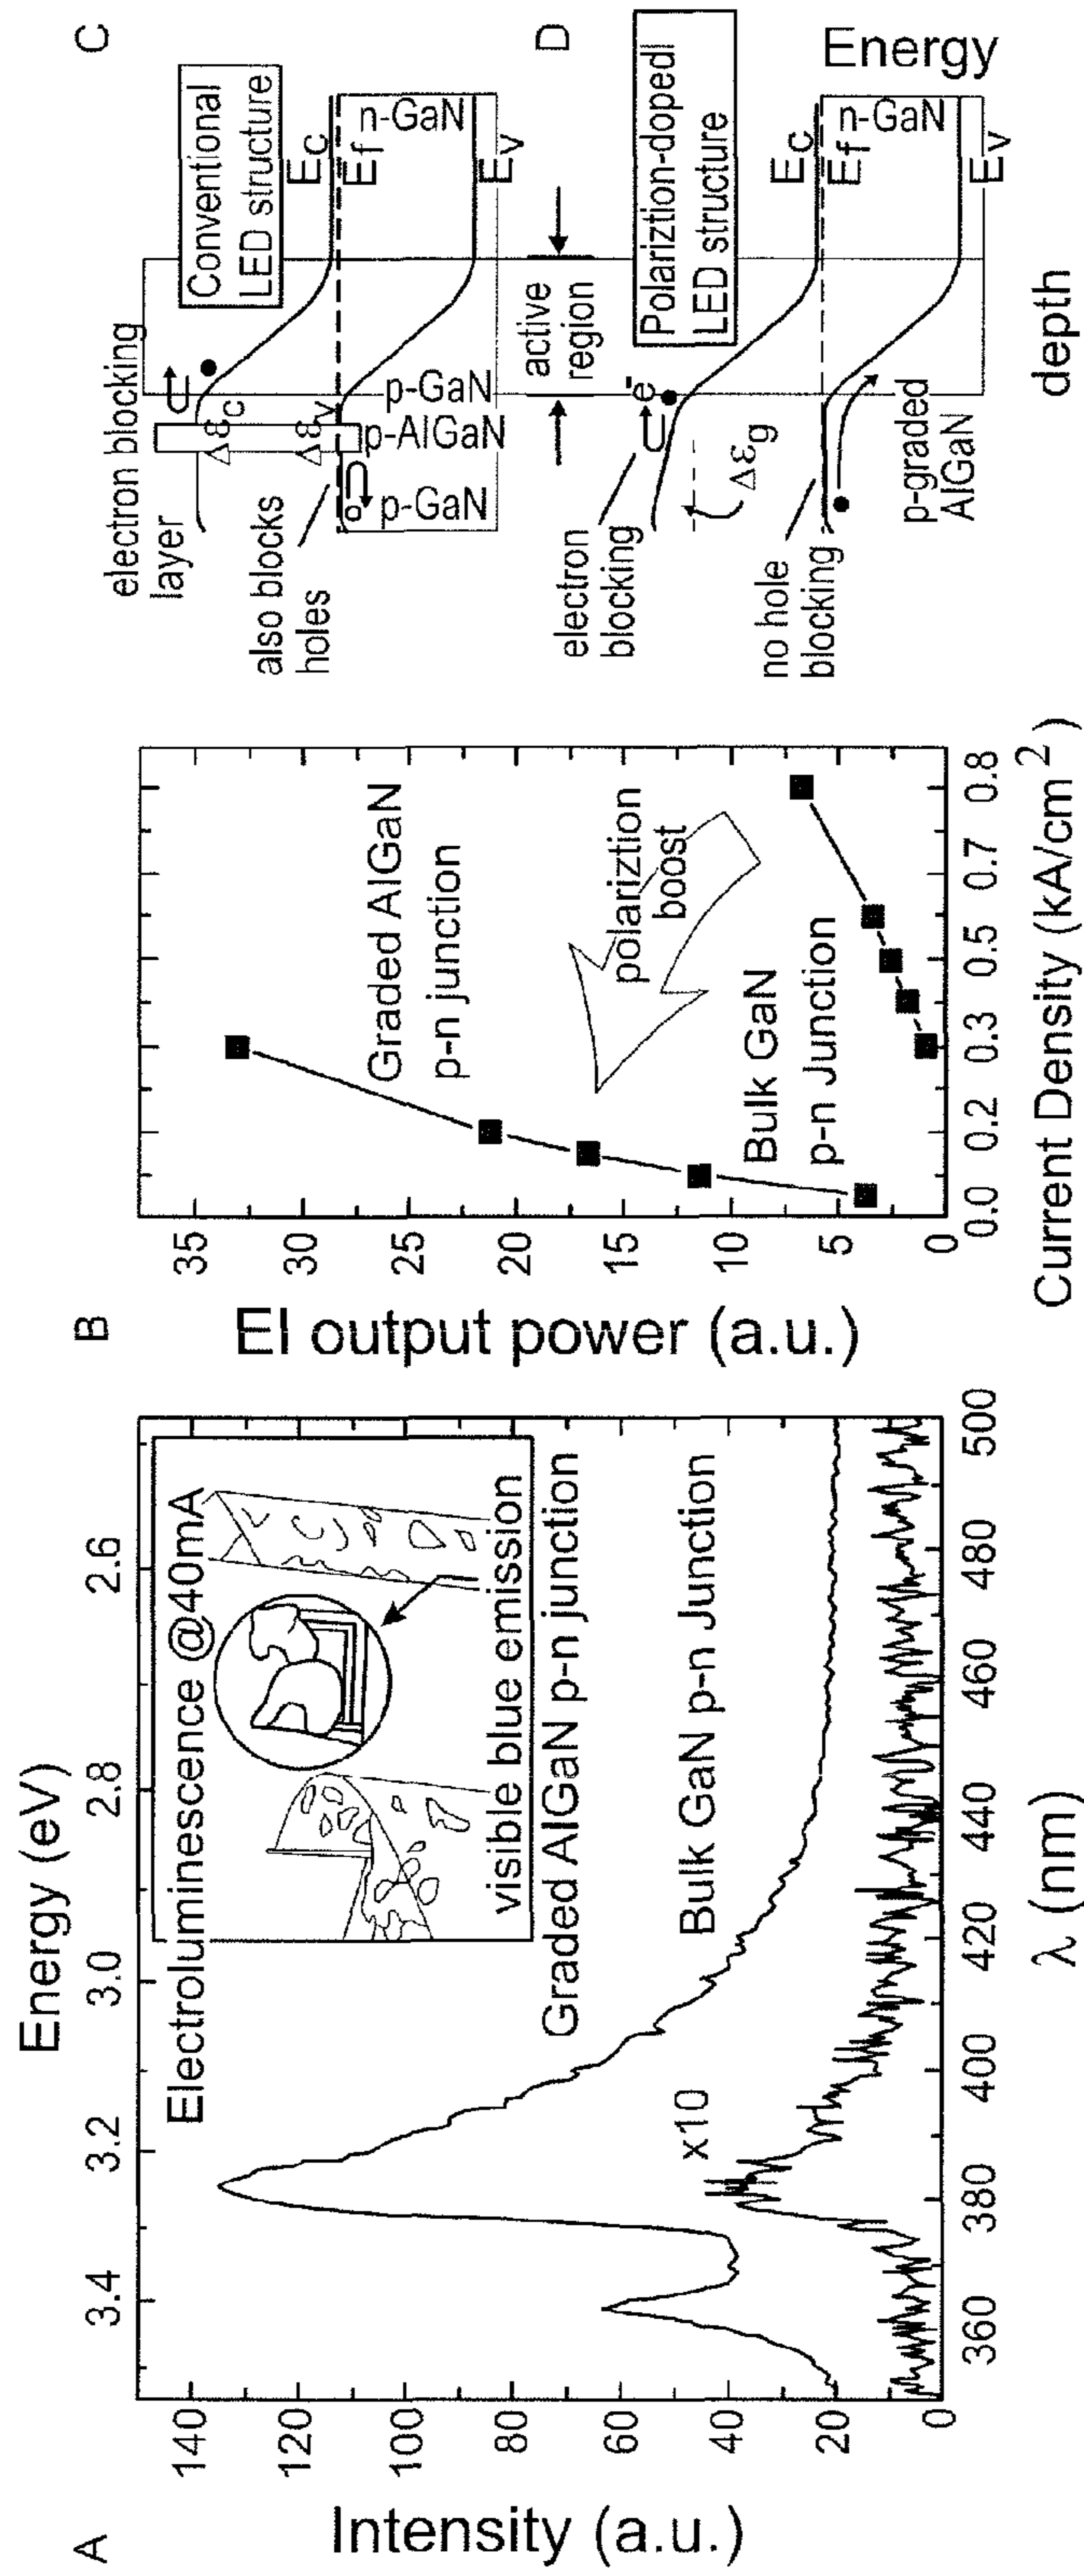 A
Energy (eV)
3.4
3.2
3.0
2.8
2.6
Intensity (a.u.)
140
120
100
80
60
40
20
0
Electroluminescence @40mA
visible blue emission
Graded AlGaN p-n junction
Bulk GaN p-n Junction
x10
360
380
400
420
440
460
480
500
λ (nm)
B
El output power (a.u.)
35
30
25
20
15
10
5
0
Graded AlGaN
p-n junction
polariztion
boost
Bulk GaN
p-n Junction
0.0
0.2
0.3
0.5
0.7
0.8
Current Density (kA/cm²)
C
electron blocking
layer
Conventional
LED structure
also blocks
holes
Δεc
Δεv
Ec
Ef
n-GaN
Ev
p-GaN
p-AlGaN
p-GaN
active
region
D
electron
blocking
e-
Polariztion-doped
LED structure
Δεg
no hole
blocking
Ec
Ef
n-GaN
Ev
p-graded
AlGaN
Energy
depth